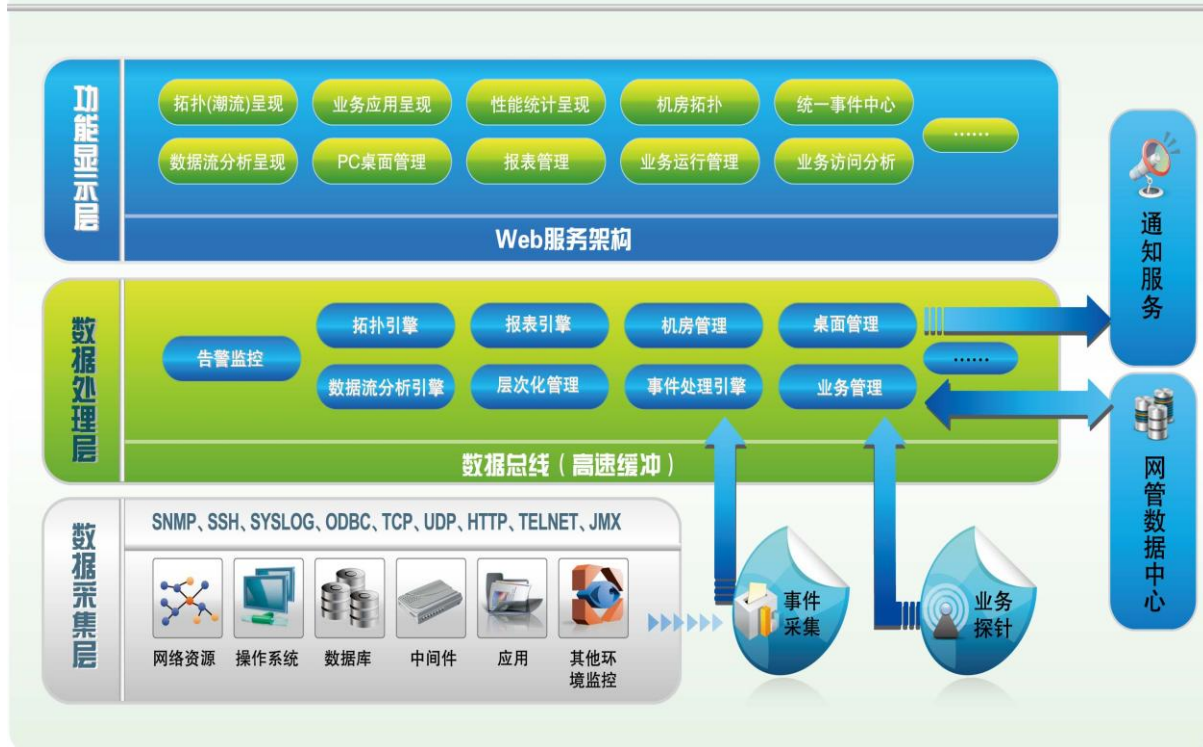 功能显示层
拓扑(潮流)呈现
业务应用呈现
性能统计呈现
机房拓扑
统一事件中心
数据流分析呈现
PC桌面管理
报表管理
业务运行管理
业务访问分析
······
Web服务架构
数据处理层
告警监控
拓扑引擎
报表引擎
机房管理
桌面管理
数据流分析引擎
层次化管理
事件处理引擎
业务管理
······
数据总线（高速缓冲）
数据采集层
SNMP、SSH、SYSLOG、ODBC、TCP、UDP、HTTP、TELNET、JMX
网络资源
操作系统
数据库
中间件
应用
其他环
境监控
事件
采集
业务
探针
通知服务
网管数据中心